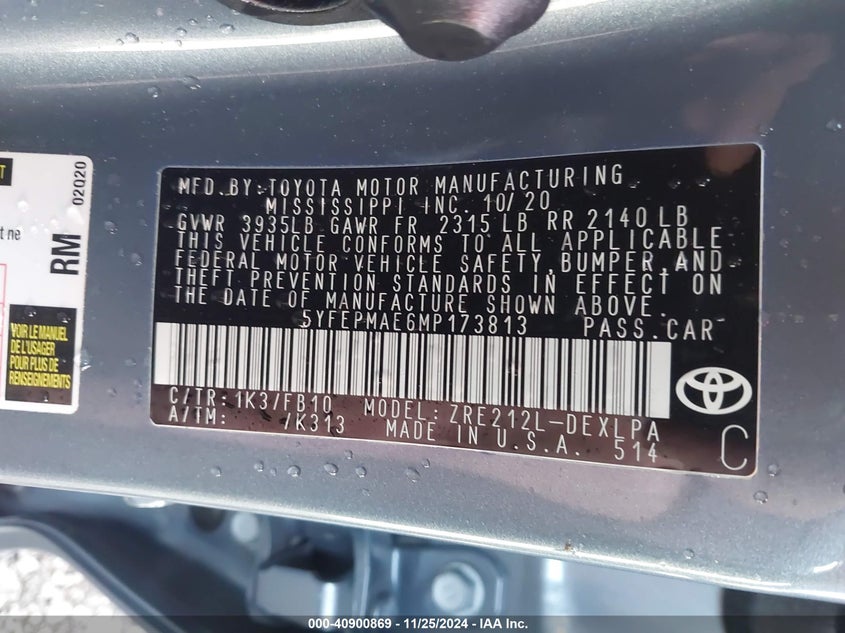 T
02020
RM
t ne
VOIR LE MANUEL
DE L'USAGER
POUR PLUS DE
RENSEIGNEMENTS
MFD.BY:TOYOTA MOTOR MANUFACTURING
MISSISSIPPI INC. 10/20
GVWR 3935LB GAWR FR 2315 LB RR 2140 LB
THIS VEHICLE CONFORMS TO ALL APPLICABLE
FEDERAL MOTOR VEHICLE SAFETY,BUMPER,AND
THEFT PREVENTION STANDARDS IN EFFECT ON
THE DATE OF MANUFACTURE SHOWN ABOVE.
5YFEPMAE6MP173813 PASS.CAR
C/TR:1K3/FB10 MODEL:ZRE212L-DEXLPA
A/TM: /K313 MADE IN U.S.A. 514
C
000-40900869 - 11/25/2024 - IAA Inc.